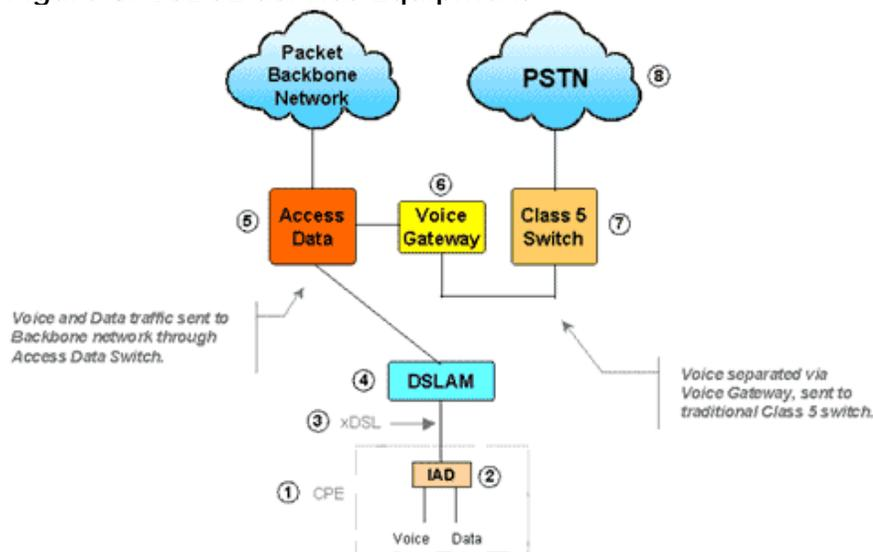 Packet
Backbone
Network
PSTN
8
6
5
Access
Data
Voice
Gateway
Class 5
Switch
7
Voice and Data traffic sent to
Backbone network through
Access Data Switch.
4
DSLAM
Voice separated via
Voice Gateway, sent to
traditional Class 5 switch.
3
xDSL
IAD
2
1
CPE
Voice
Data